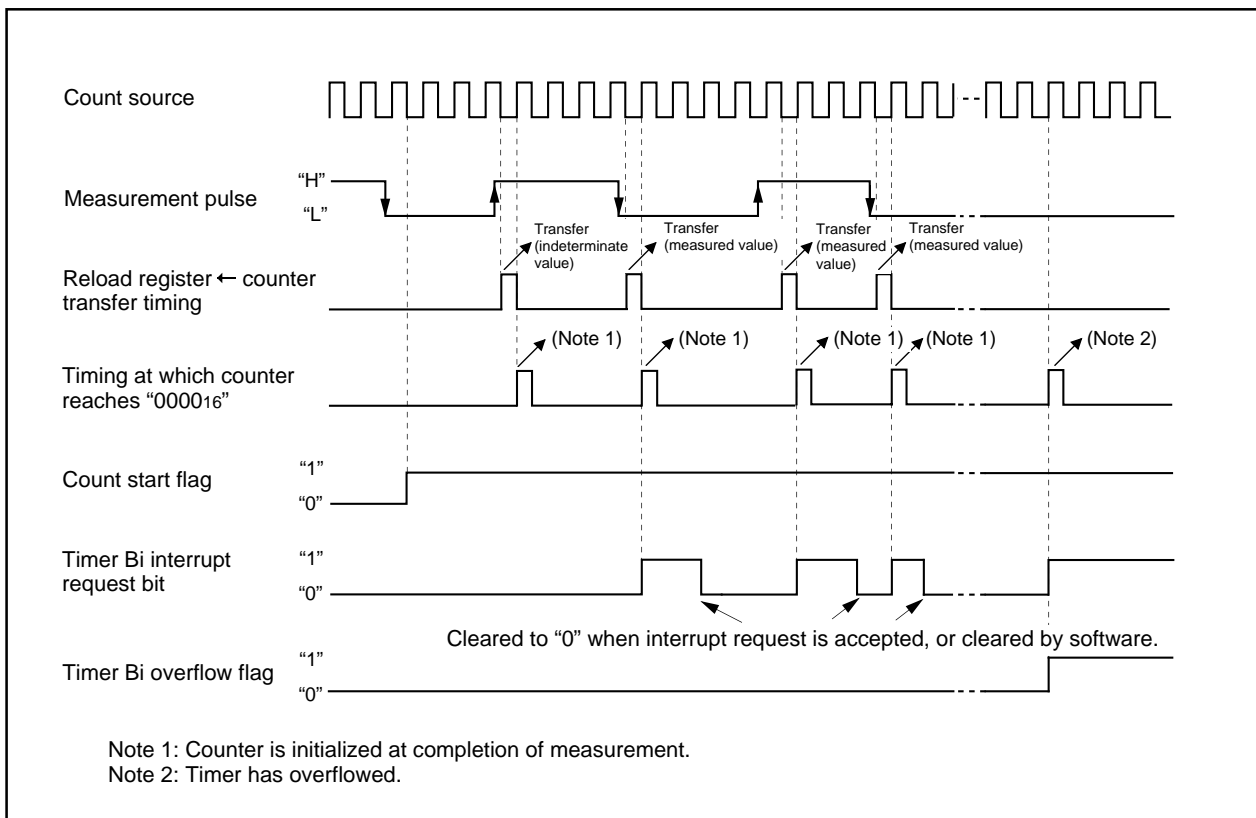 Count source
Measurement pulse
“H”
“L”
Transfer
(indeterminate
value)
Transfer
(measured value)
Transfer
(measured
value)
Transfer
(measured value)
Reload register ← counter
transfer timing
(Note 1)
(Note 1)
(Note 1)
(Note 1)
(Note 2)
Timing at which counter
reaches “000016”
Count start flag
“1”
“0”
Timer Bi interrupt
request bit
“1”
“0”
Cleared to “0” when interrupt request is accepted, or cleared by software.
Timer Bi overflow flag
“1”
“0”
Note 1: Counter is initialized at completion of measurement.
Note 2: Timer has overflowed.